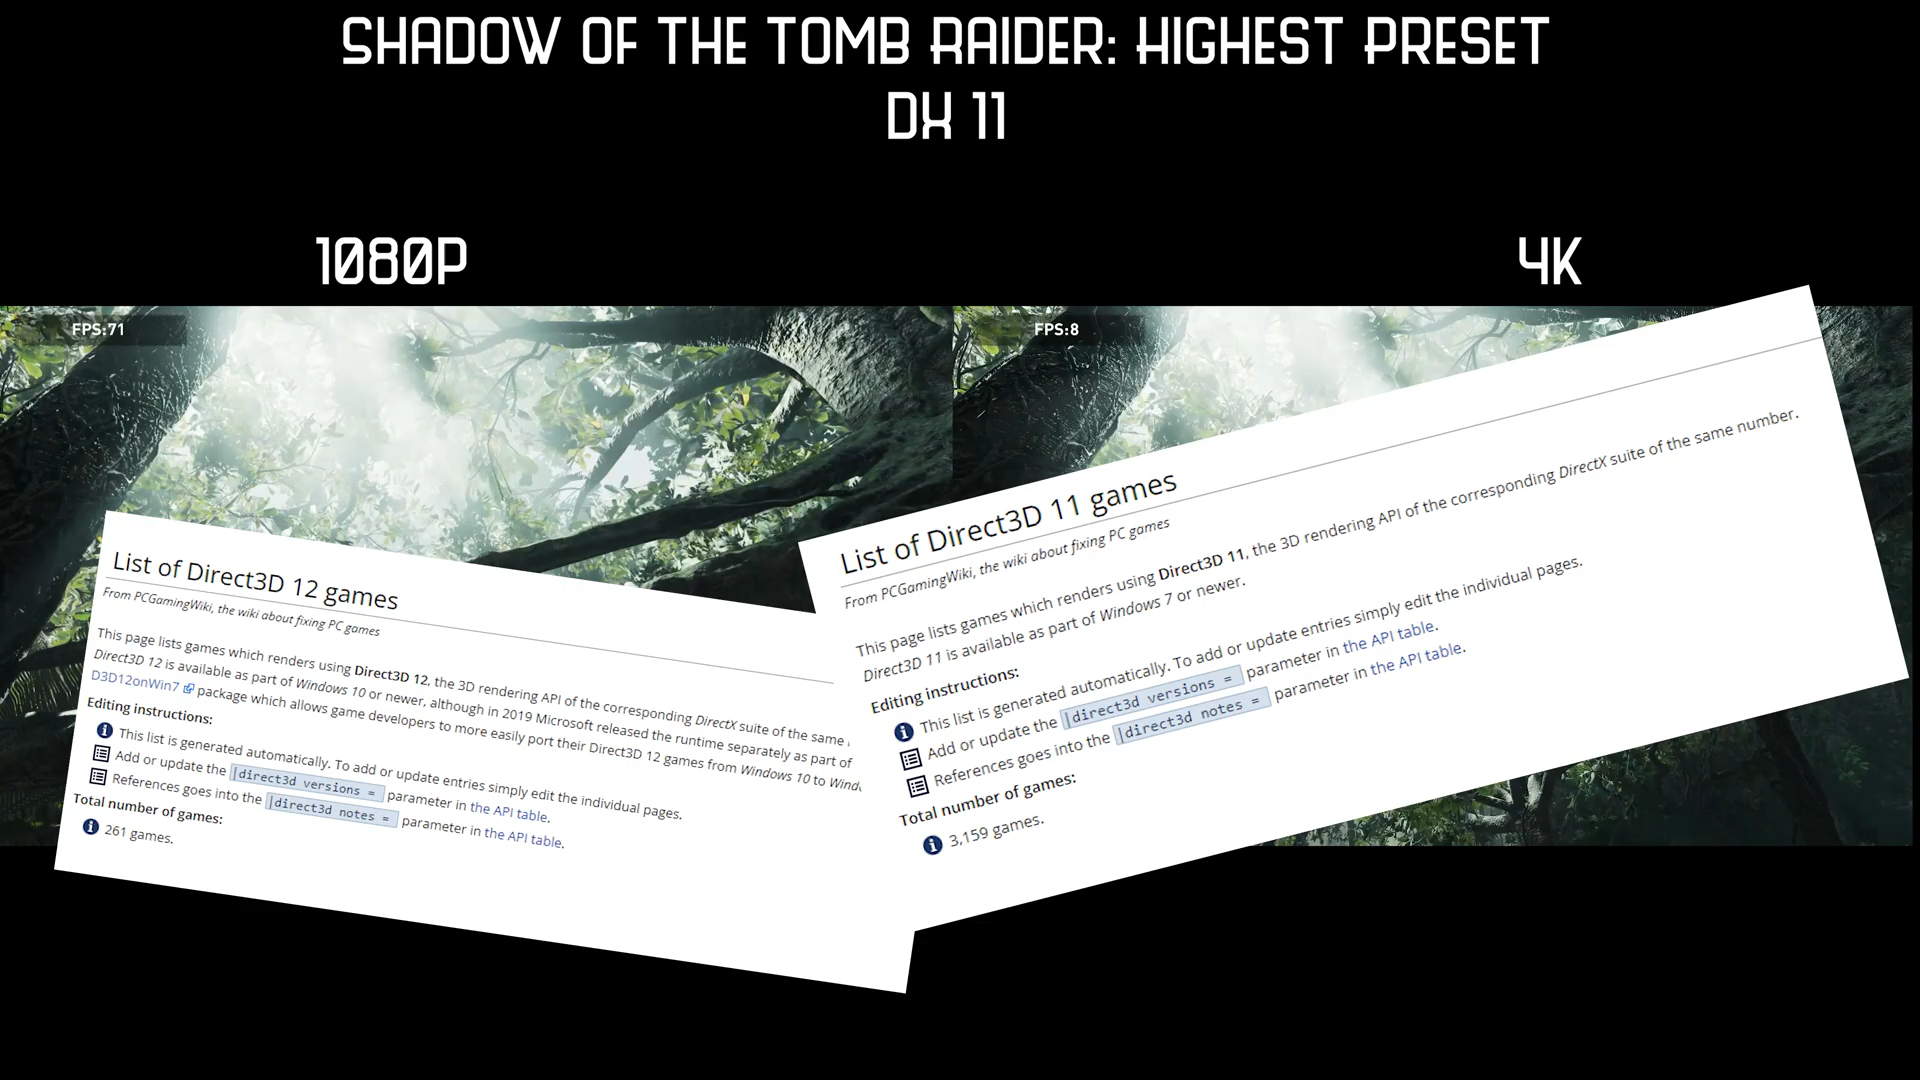 SHADOW OF THE TOMB RAIDER: HIGHEST PRESET
DX 11
1080P
4K
FPS:71
FPS:8
List of Direct3D 12 games
From PCGamingWiki, the wiki about fixing PC games
This page lists games which renders using Direct3D 12, the 3D rendering API of the corresponding DirectX suite of the same
Direct3D 12 is available as part of Windows 10 or newer, although in 2019 Microsoft released the runtime separately as part of
D3D12onWin7 package which allows game developers to more easily port their Direct3D 12 games from Windows 10 to
Editing instructions:
This list is generated automatically. To add or update entries simply edit the individual pages.
Add or update the |direct3d versions = parameter in the API table.
References goes into the |direct3d notes = parameter in the API table.
Total number of games:
261 games.
List of Direct3D 11 games
From PCGamingWiki, the wiki about fixing PC games
This page lists games which renders using Direct3D 11, the 3D rendering API of the corresponding DirectX suite of the same number.
Direct3D 11 is available as part of Windows 7 or newer.
Editing instructions:
This list is generated automatically. To add or update entries simply edit the individual pages.
Add or update the |direct3d versions = parameter in the API table.
References goes into the |direct3d notes = parameter in the API table.
Total number of games:
3,159 games.